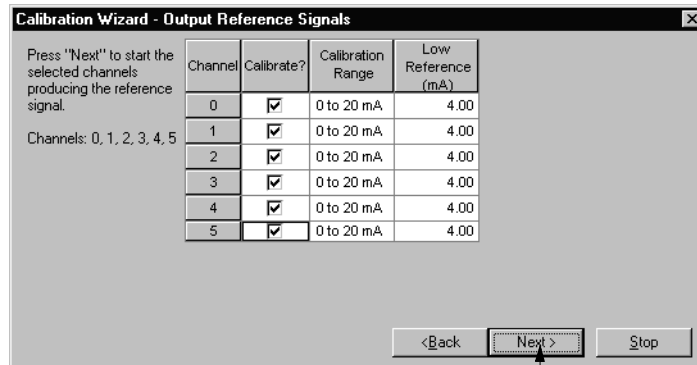 Calibration Wizard - Output Reference Signals
Press "Next" to start the
selected channels
producing the reference
signal.
Channels: 0, 1, 2, 3, 4, 5
Channel Calibrate? Calibration Range Low Reference (mA)
0 0 to 20 mA 4.00
1 0 to 20 mA 4.00
2 0 to 20 mA 4.00
3 0 to 20 mA 4.00
4 0 to 20 mA 4.00
5 0 to 20 mA 4.00
<Back Next > Stop